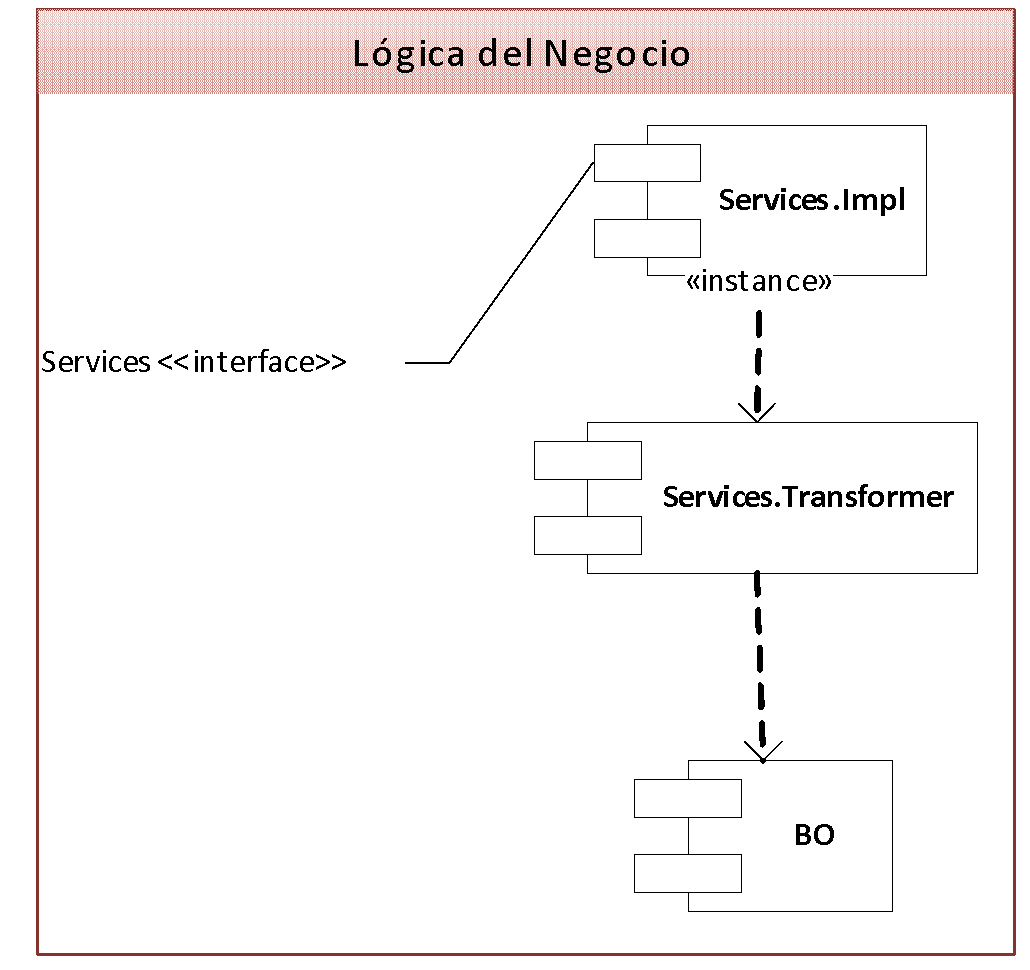 Lógica del Negocio
Services.Impl
«instance»
Services <<interface>>
Services.Transformer
BO